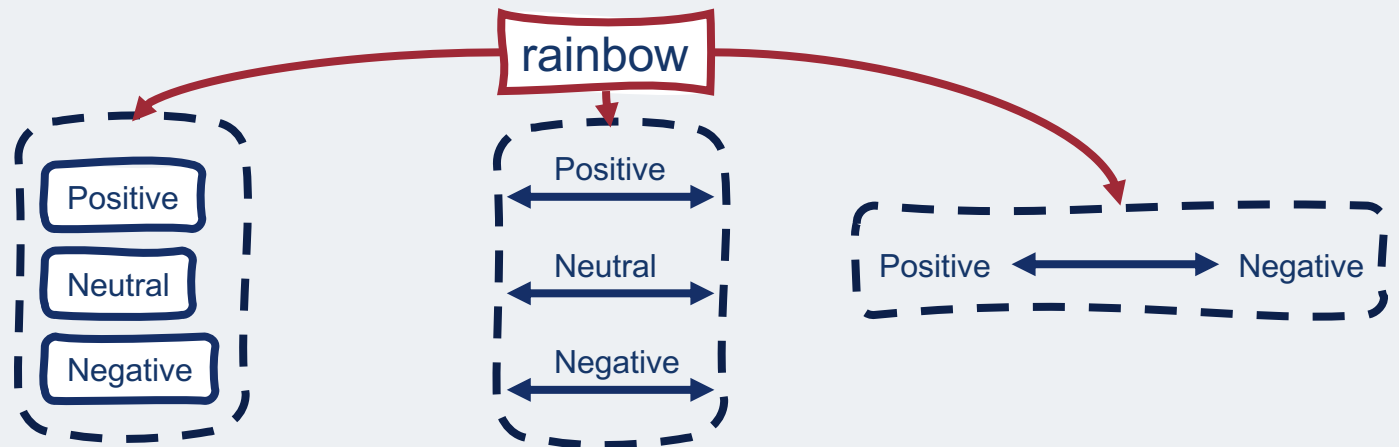 rainbow
Positive
Neutral
Negative
Positive
Neutral
Negative
Positive Negative